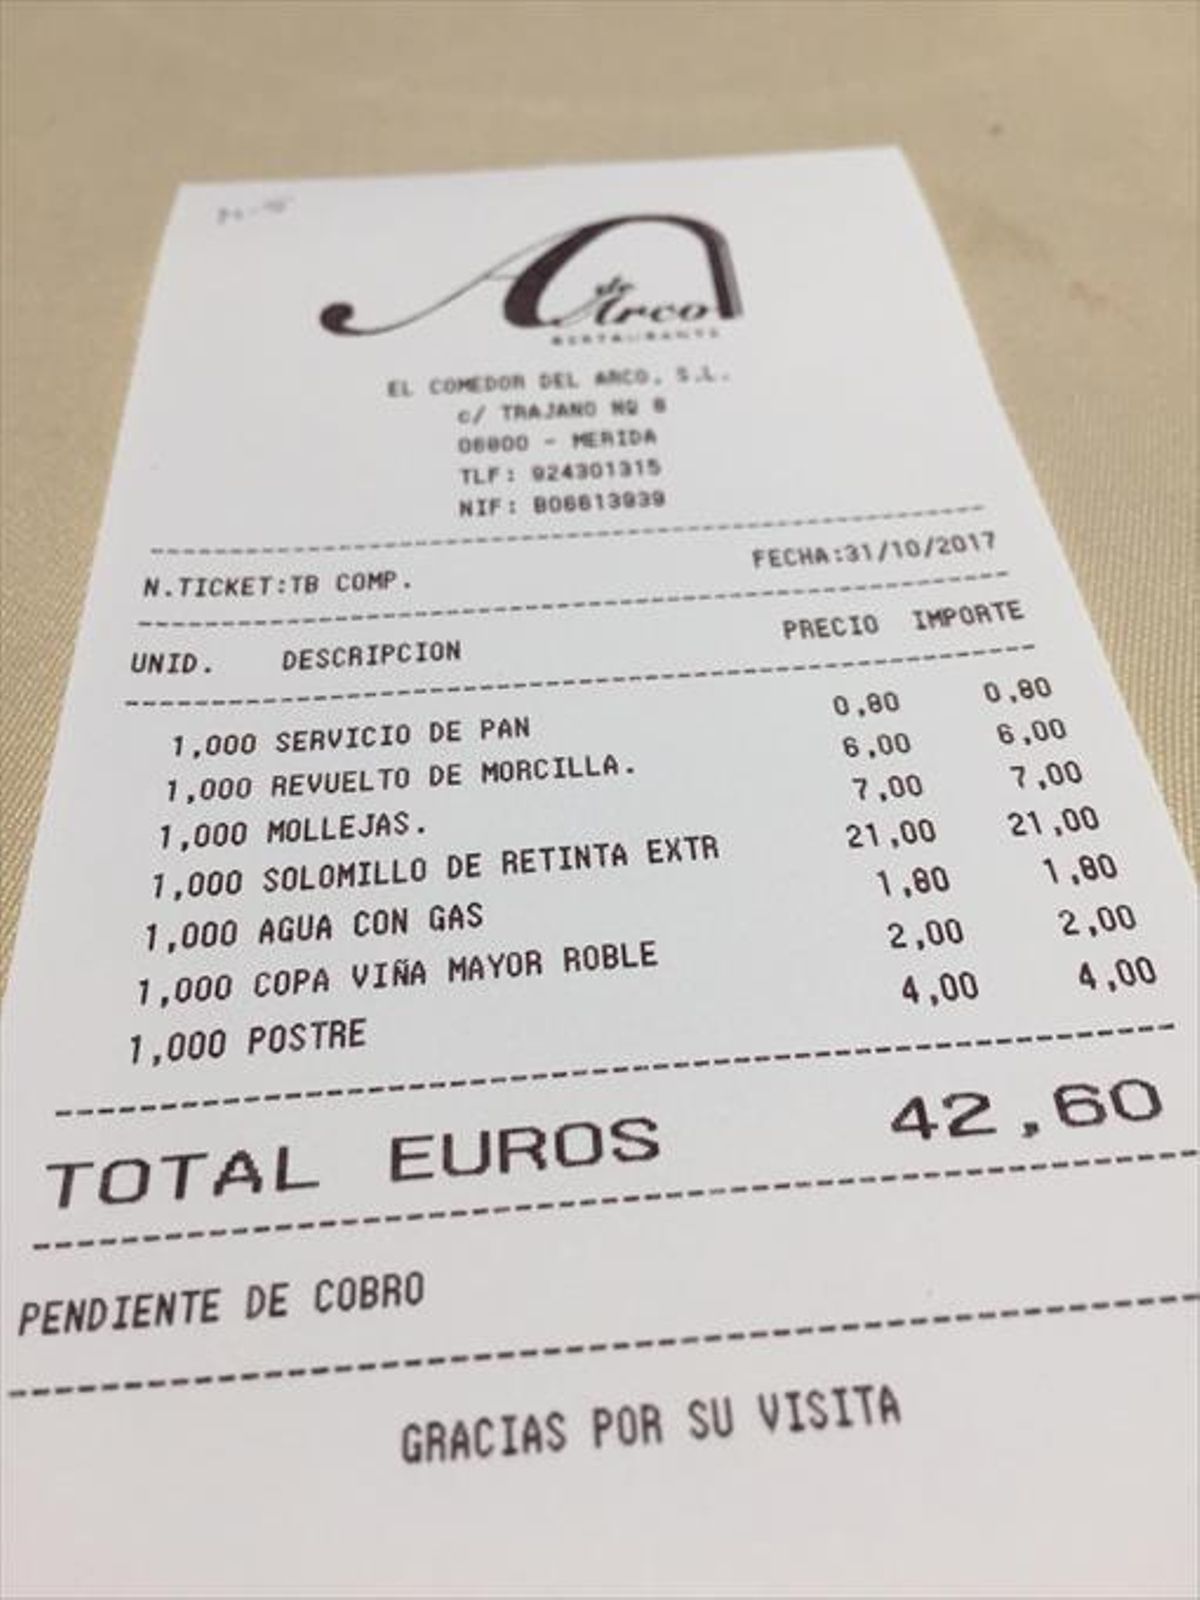 A de Arco
RESTAURANTE
EL COMEDOR DEL ARCO, S.L.
c/ TRAJANO Nº 8
06800 - MERIDA
TLF: 924301315
NIF: B06613939
N.TICKET:TB COMP. FECHA:31/10/2017
UNID. DESCRIPCION PRECIO IMPORTE
1,000 SERVICIO DE PAN 0,80 0,80
1,000 REVUELTO DE MORCILLA. 6,00 6,00
1,000 MOLLEJAS. 7,00 7,00
1,000 SOLOMILLO DE RETINTA EXTR 21,00 21,00
1,000 AGUA CON GAS 1,80 1,80
1,000 COPA VIÑA MAYOR ROBLE 2,00 2,00
1,000 POSTRE 4,00 4,00
TOTAL EUROS 42,60
PENDIENTE DE COBRO
GRACIAS POR SU VISITA